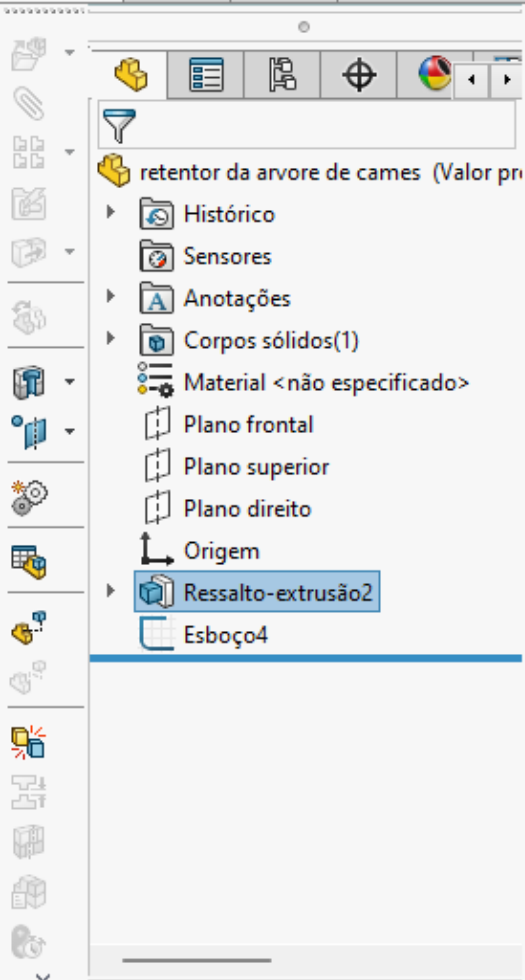 retentor da arvore de cames (Valor pr
Histórico
Sensores
Anotações
Corpos sólidos(1)
Material <não especificado>
Plano frontal
Plano superior
Plano direito
Origem
Ressalto-extrusão2
Esboço4